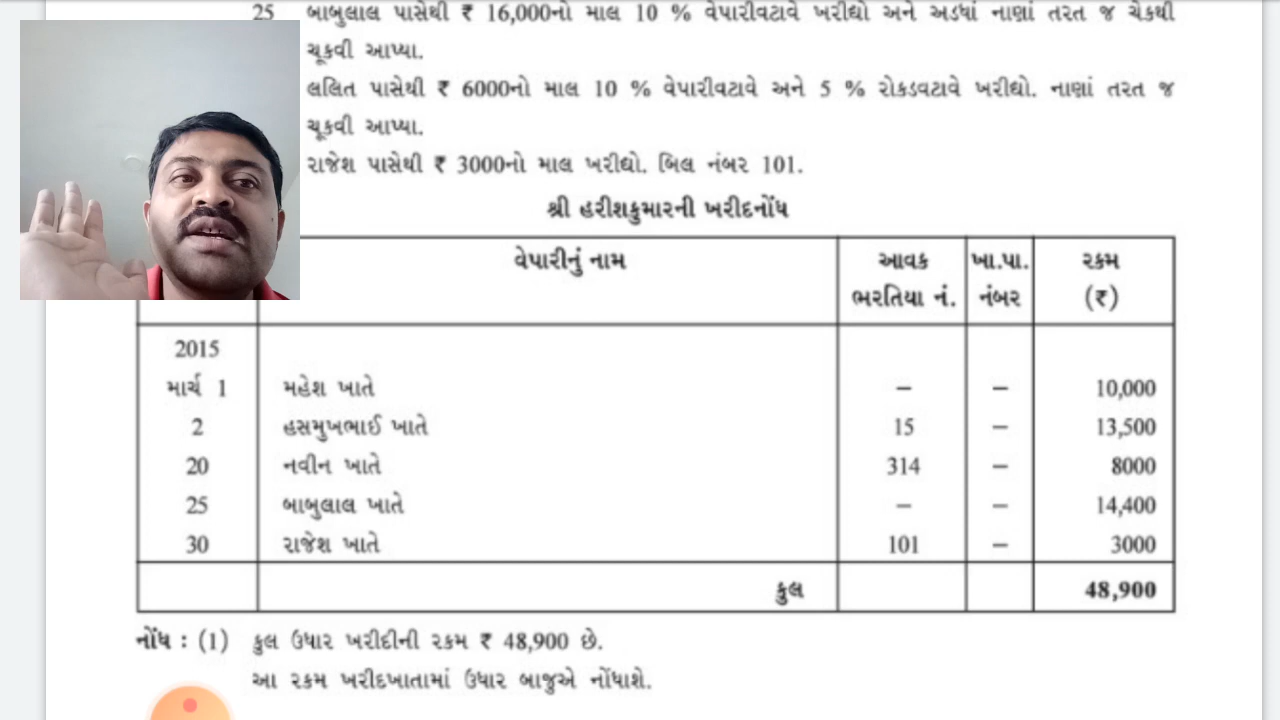 25 બાબુલાલ પાસેથી ₹ 16,000નો માલ 10 % વેપારીવટાવે ખરીદ્યો અને અડધાં નાણાં તરત જ ચેકથી
ચૂકવી આપ્યા.
લલિત પાસેથી ₹ 6000નો માલ 10 % વેપારીવટાવે અને 5 % રોકડવટાવે ખરીદ્યો. નાણાં તરત જ
ચૂકવી આપ્યા.
રાજેશ પાસેથી ₹ 3000નો માલ ખરીદ્યો. બિલ નંબર 101.
શ્રી હરીશકુમારની ખરીદનોંધ
વેપારીનું નામ આવક ખા.પા. રકમ
ભરતિયા નં. નંબર (₹)
2015
માર્ચ 1 મહેશ ખાતે – – 10,000
2 હસમુખભાઈ ખાતે 15 – 13,500
20 નવીન ખાતે 314 – 8000
25 બાબુલાલ ખાતે – – 14,400
30 રાજેશ ખાતે 101 – 3000
કુલ 48,900
નોંધ : (1) કુલ ઉધાર ખરીદીની રકમ ₹ 48,900 છે.
આ રકમ ખરીદખાતામાં ઉધાર બાજુએ નોંધાશે.